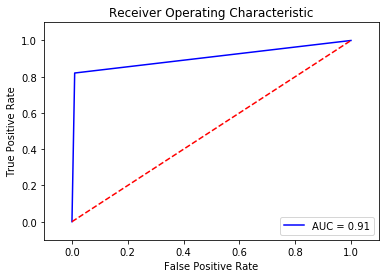 Receiver Operating Characteristic
1.0
0.8
0.6
0.4
0.2
0.0
True Positive Rate
AUC = 0.91
0.0 0.2 0.4 0.6 0.8 1.0
False Positive Rate